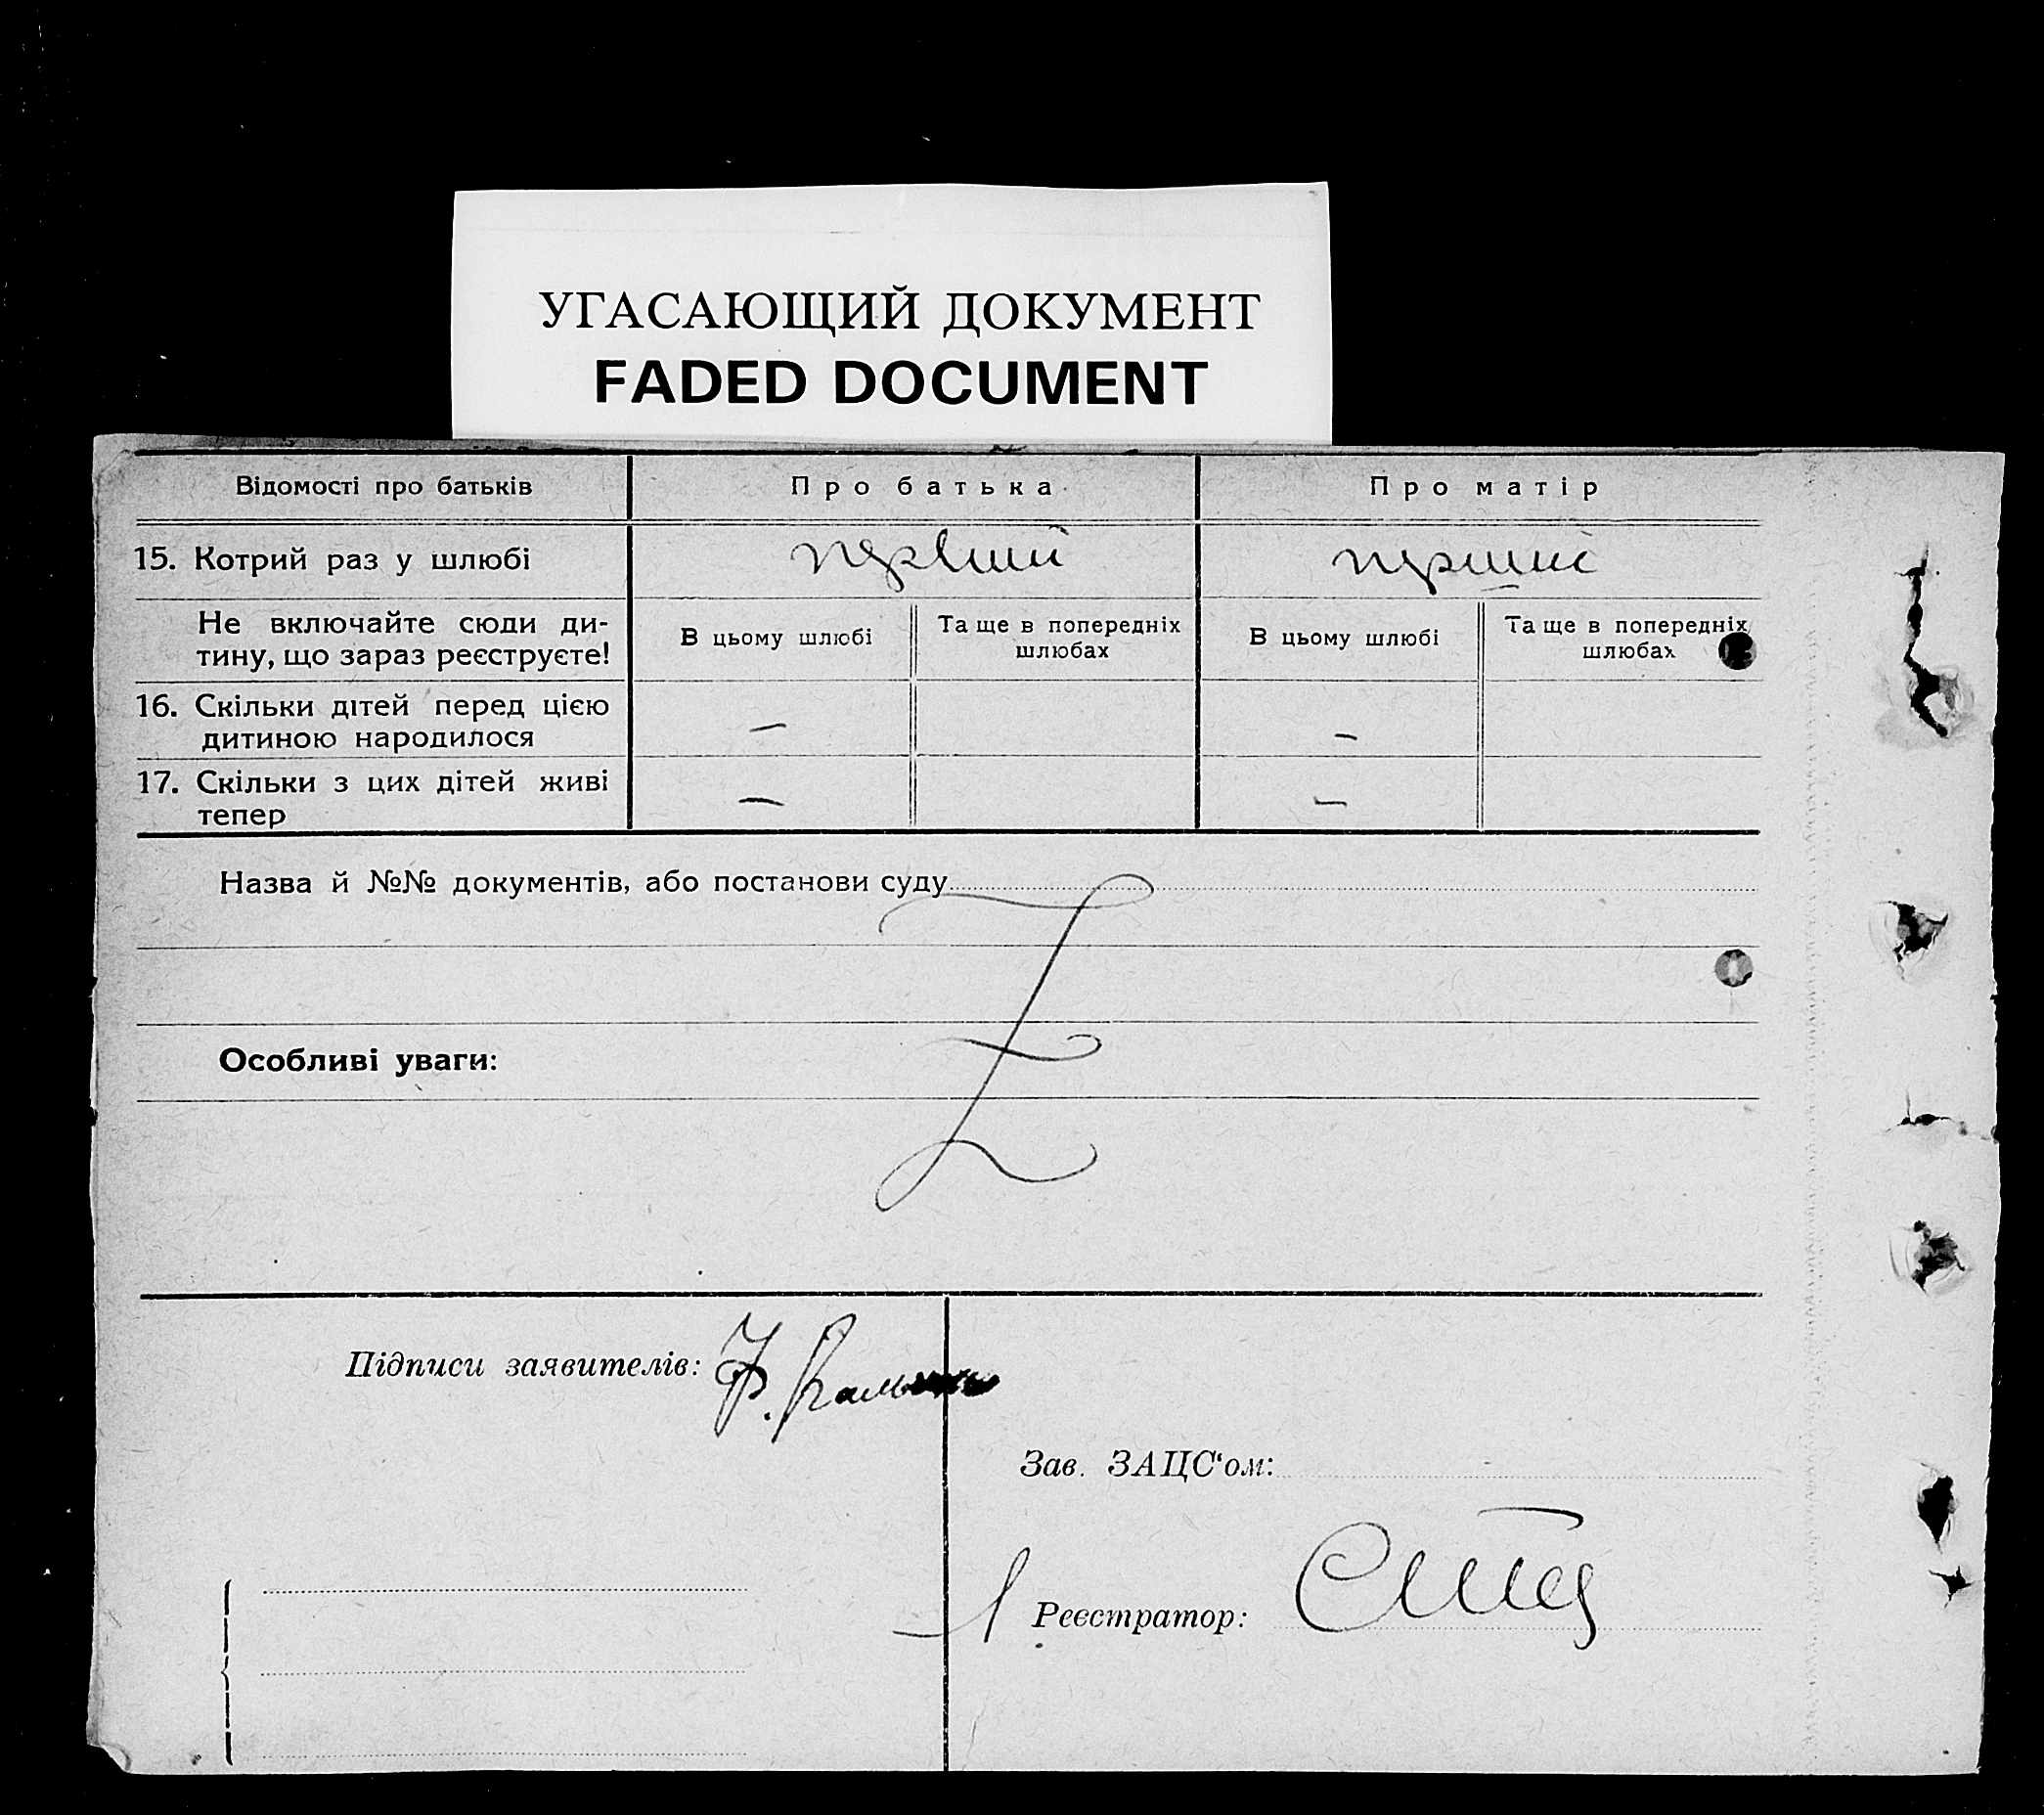 УГАСАЮЩИЙ ДОКУМЕНТ
FADED DOCUMENT
Відомості про батьків
Про батька
Про матір
15. Котрий раз у шлюбі
перший
перший
Не включайте сюди ди-
тину, що зараз реєструєте!
В цьому шлюбі
Та ще в попередніх
шлюбах
В цьому шлюбі
Та ще в попередніх
шлюбах
16. Скільки дітей перед цією
дитиною народилося
—
—
17. Скільки з цих дітей живі
тепер
—
—
Назва й №№ документів, або постанови суду
Z
Особливі уваги:
Підписи заявителів:
Зав. ЗАЦС‘ом:
Реєстратор: